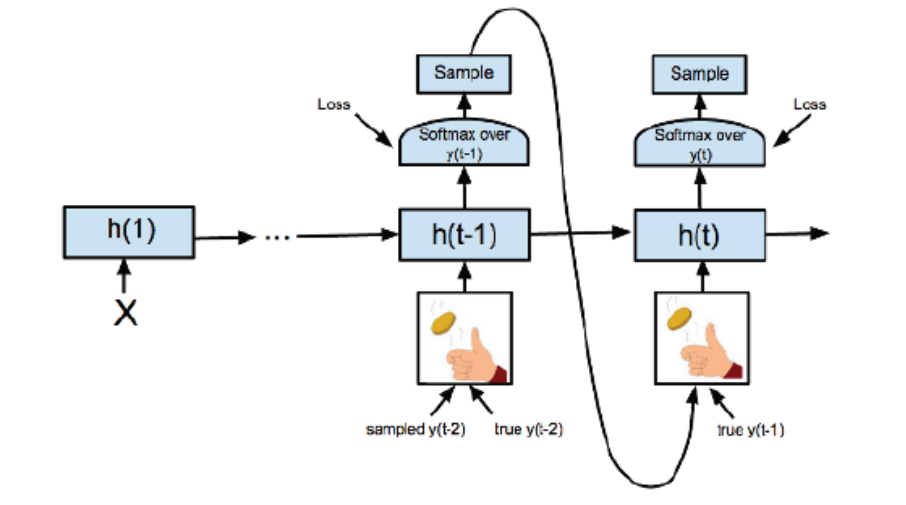 Sample
Sample
Loss
Loss
Softmax over
y(t-1)
Softmax over
y(t)
h(1)
...
h(t-1)
h(t)
X
sampled y(t-2)
true y(t-2)
true y(t-1)